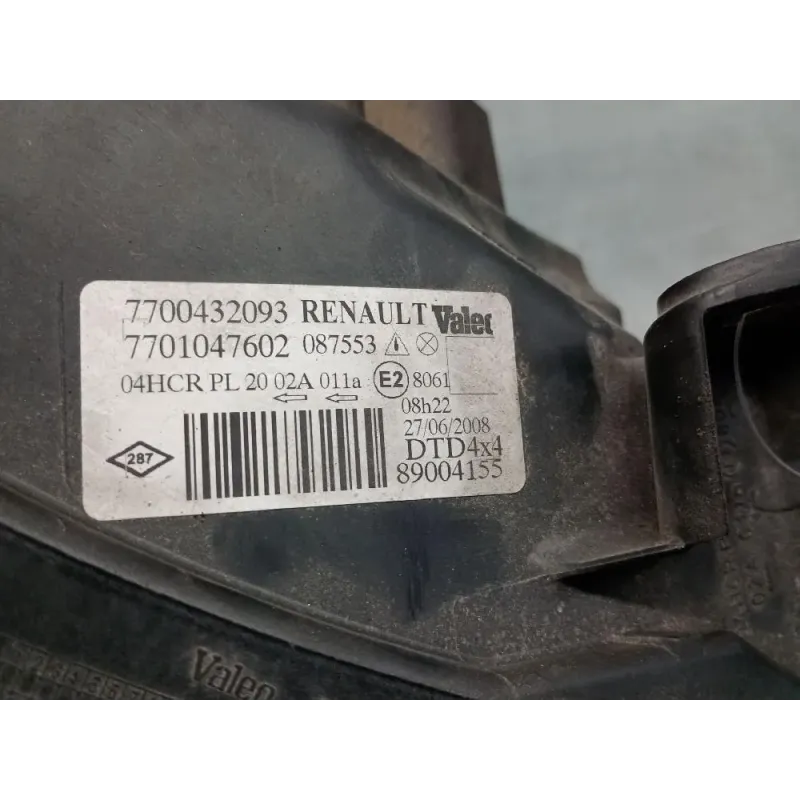 7700432093 RENAULT Valeo
7701047602 087553
04HCR PL 20 02A 011a E2 8061
08h22
27/06/2008
287
DTD4x4
89004155
Valeo